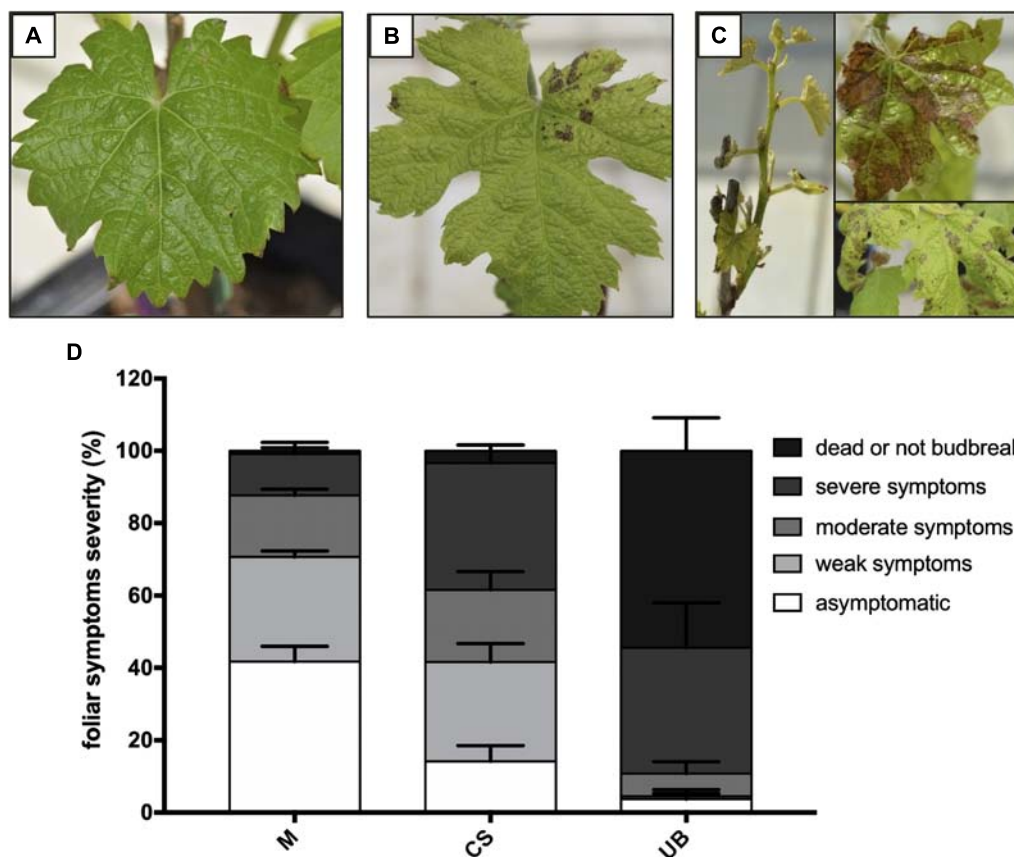 A
B
C
D
foliar symptoms severity (%)
120
100
80
60
40
20
0
M
CS
UB
dead or not budbreak
severe symptoms
moderate symptoms
weak symptoms
asymptomatic